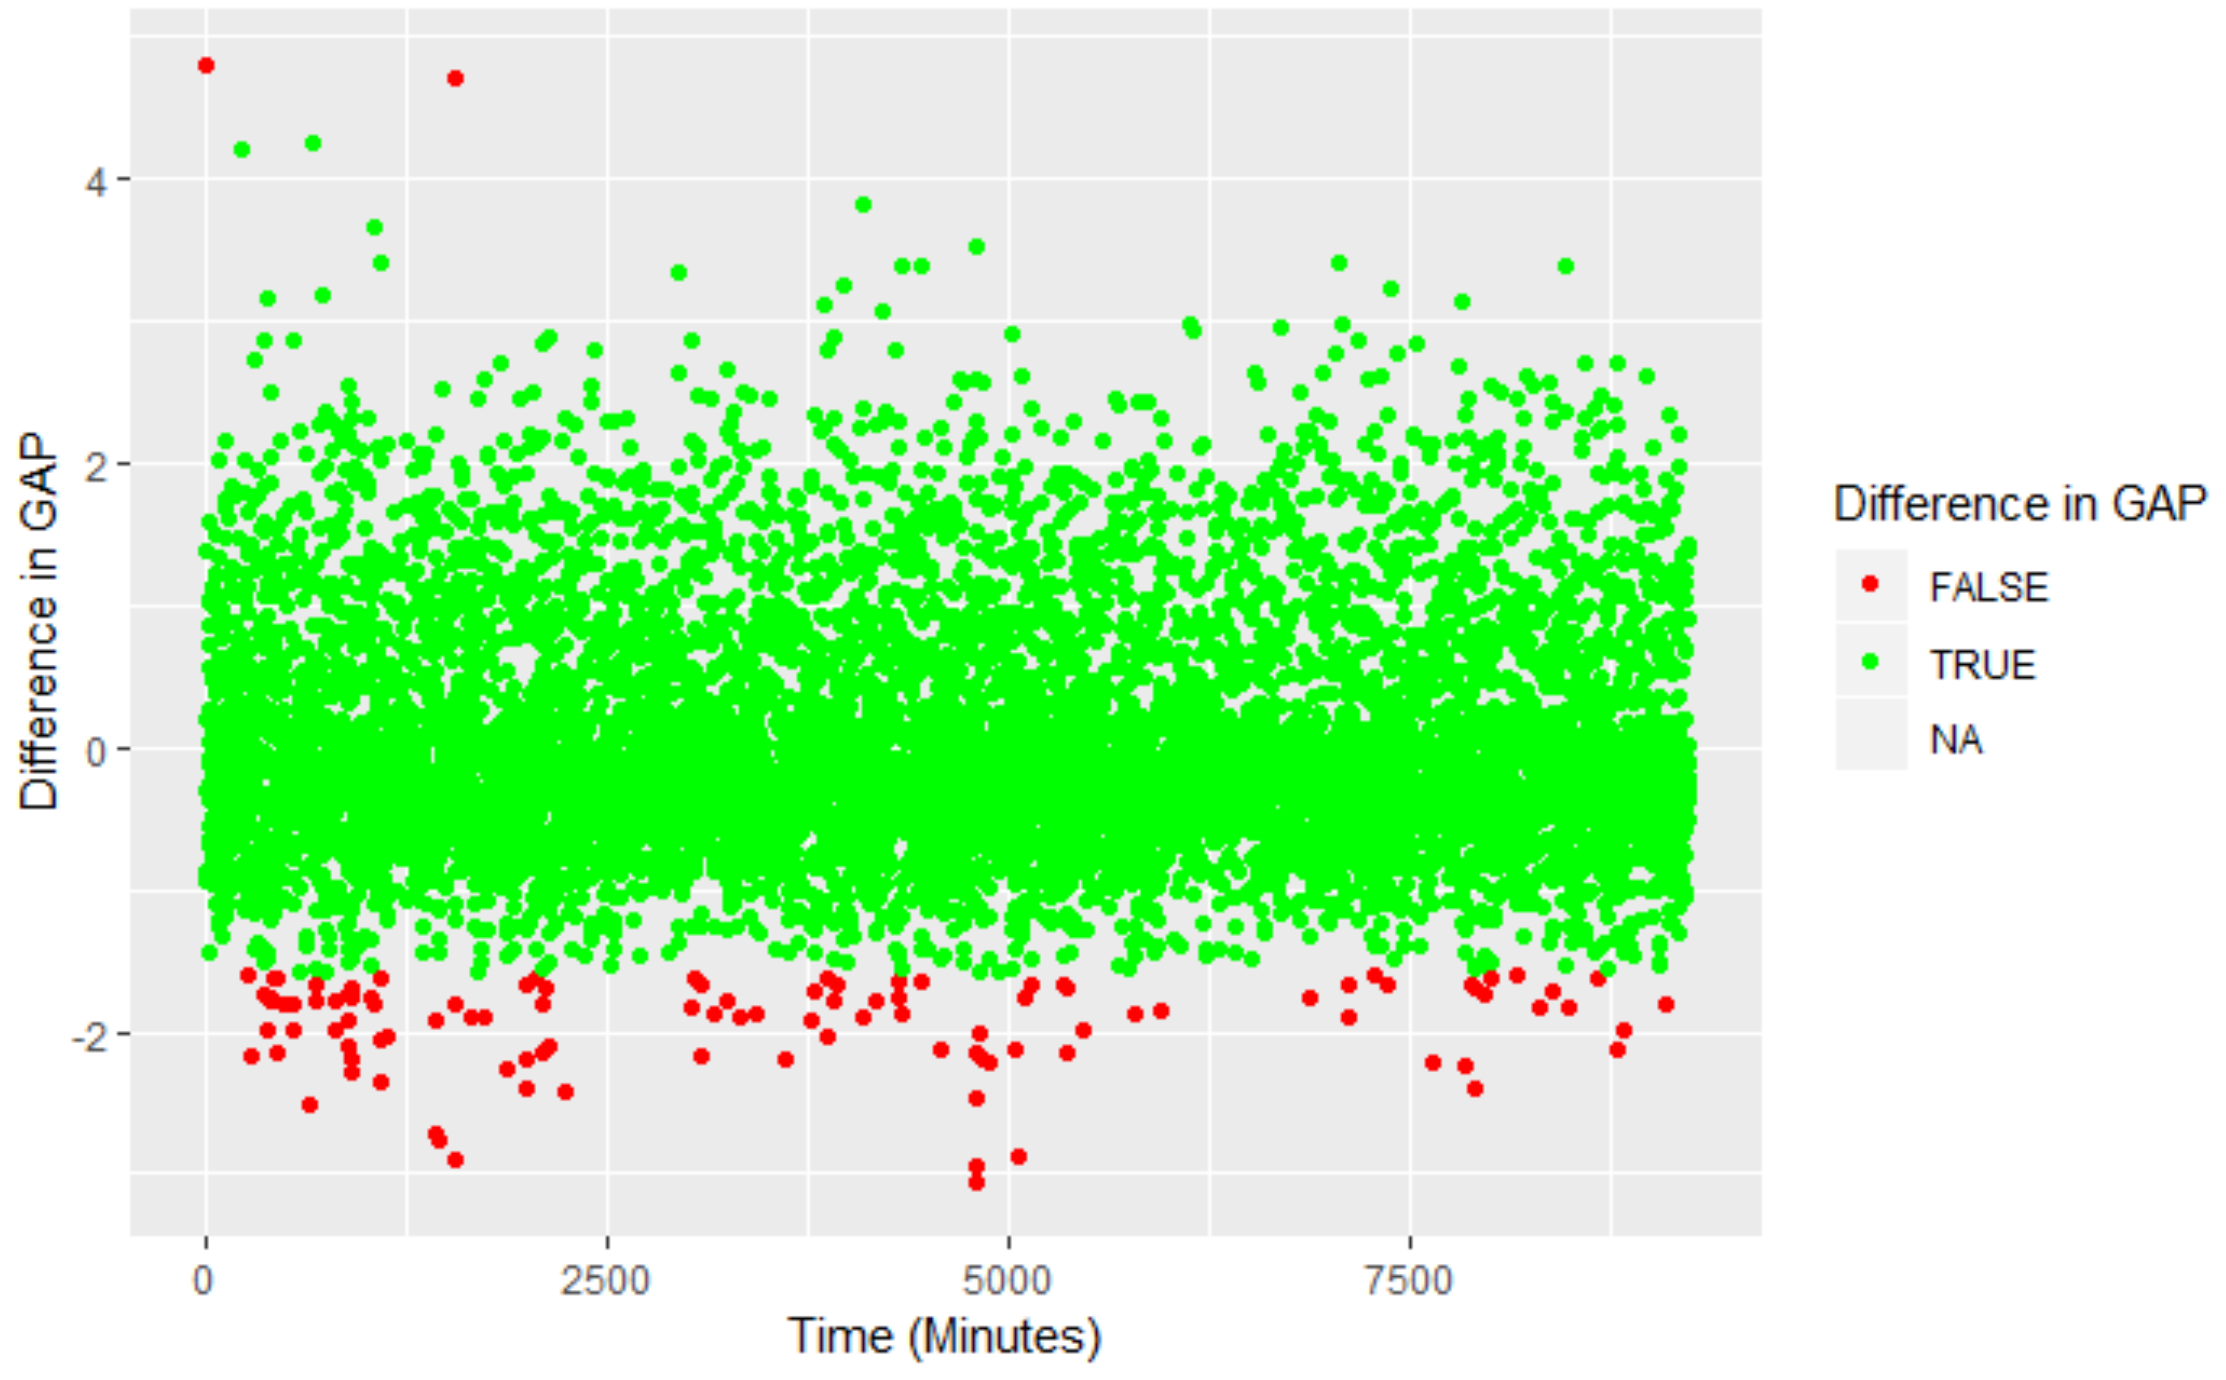 4
2
0
-2
Difference in GAP
0
2500
5000
7500
Time (Minutes)
Difference in GAP
FALSE
TRUE
NA